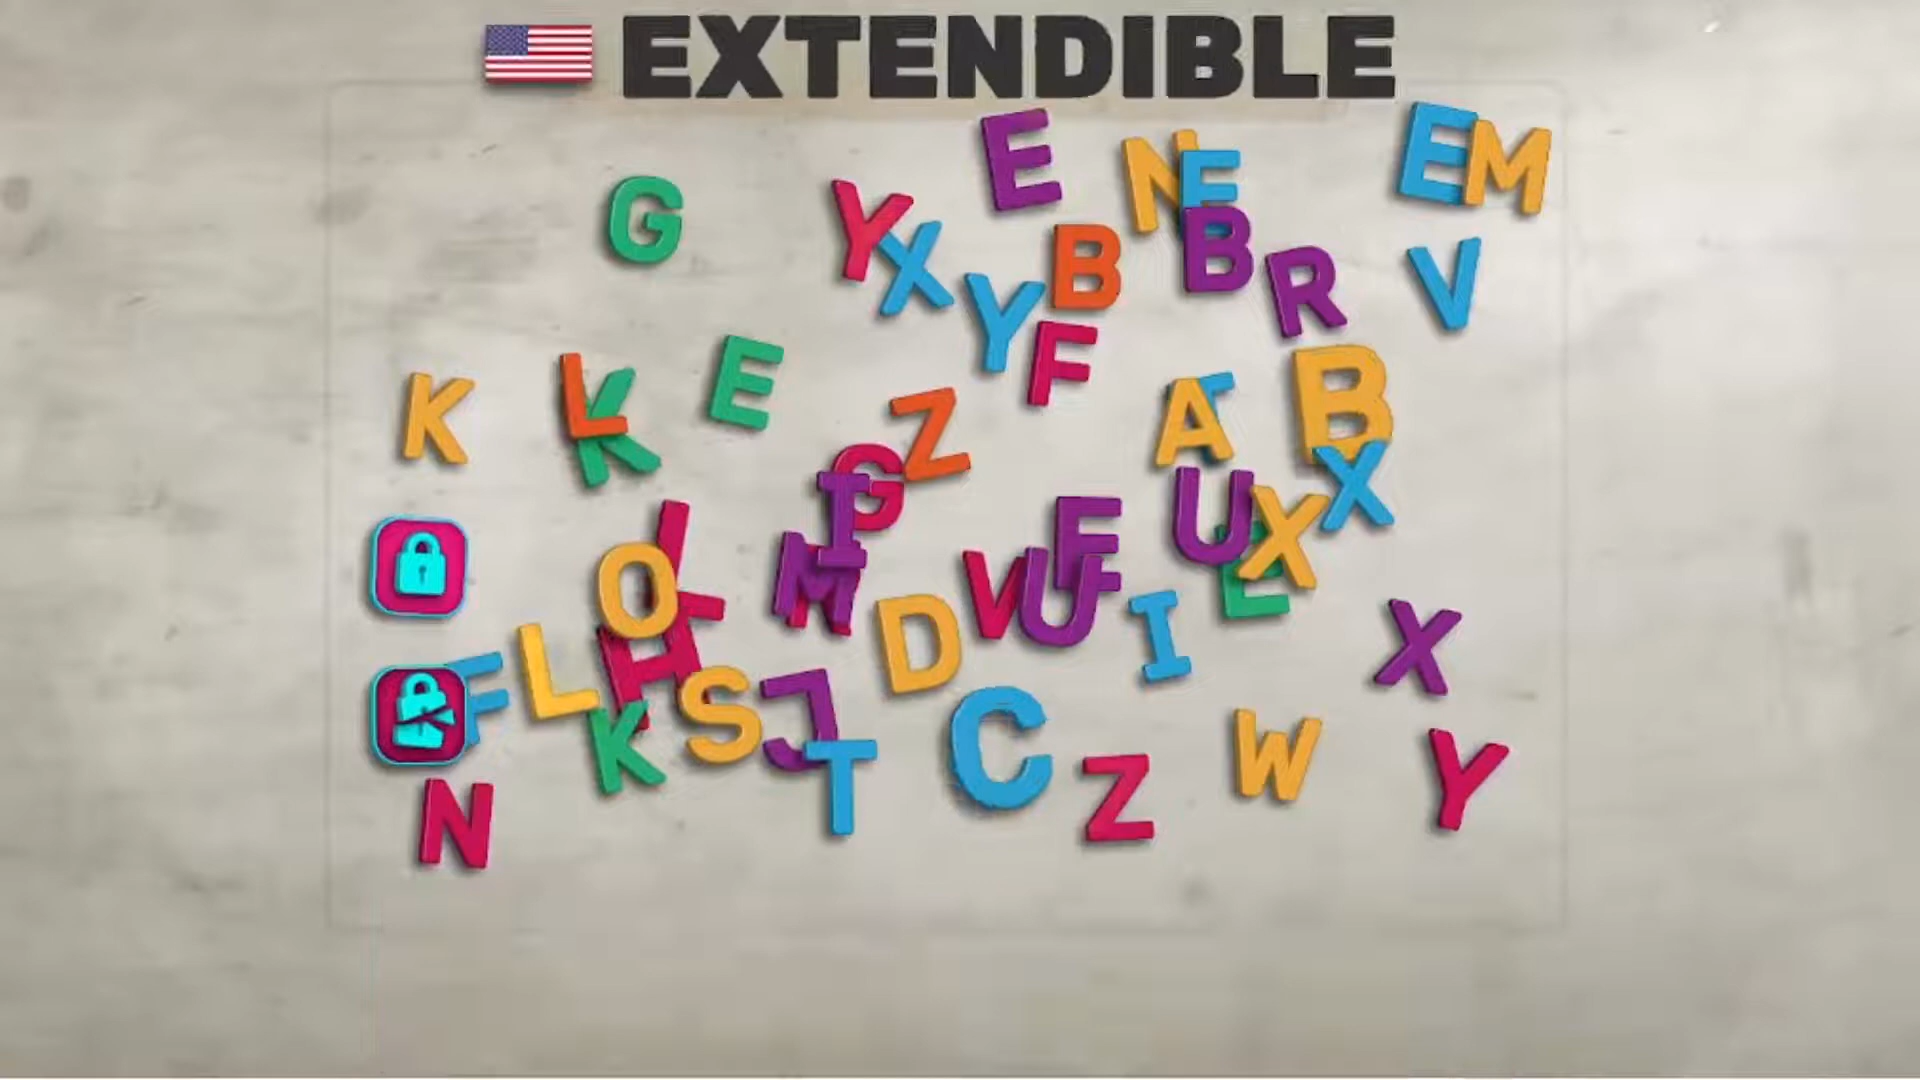 EXTENDIBLE
E N E E M
G Y X B B R V
Y F
K L K E Z A B
G I X
O L M V U F U X E
F L H D I X
K S J T C W Y
N Z